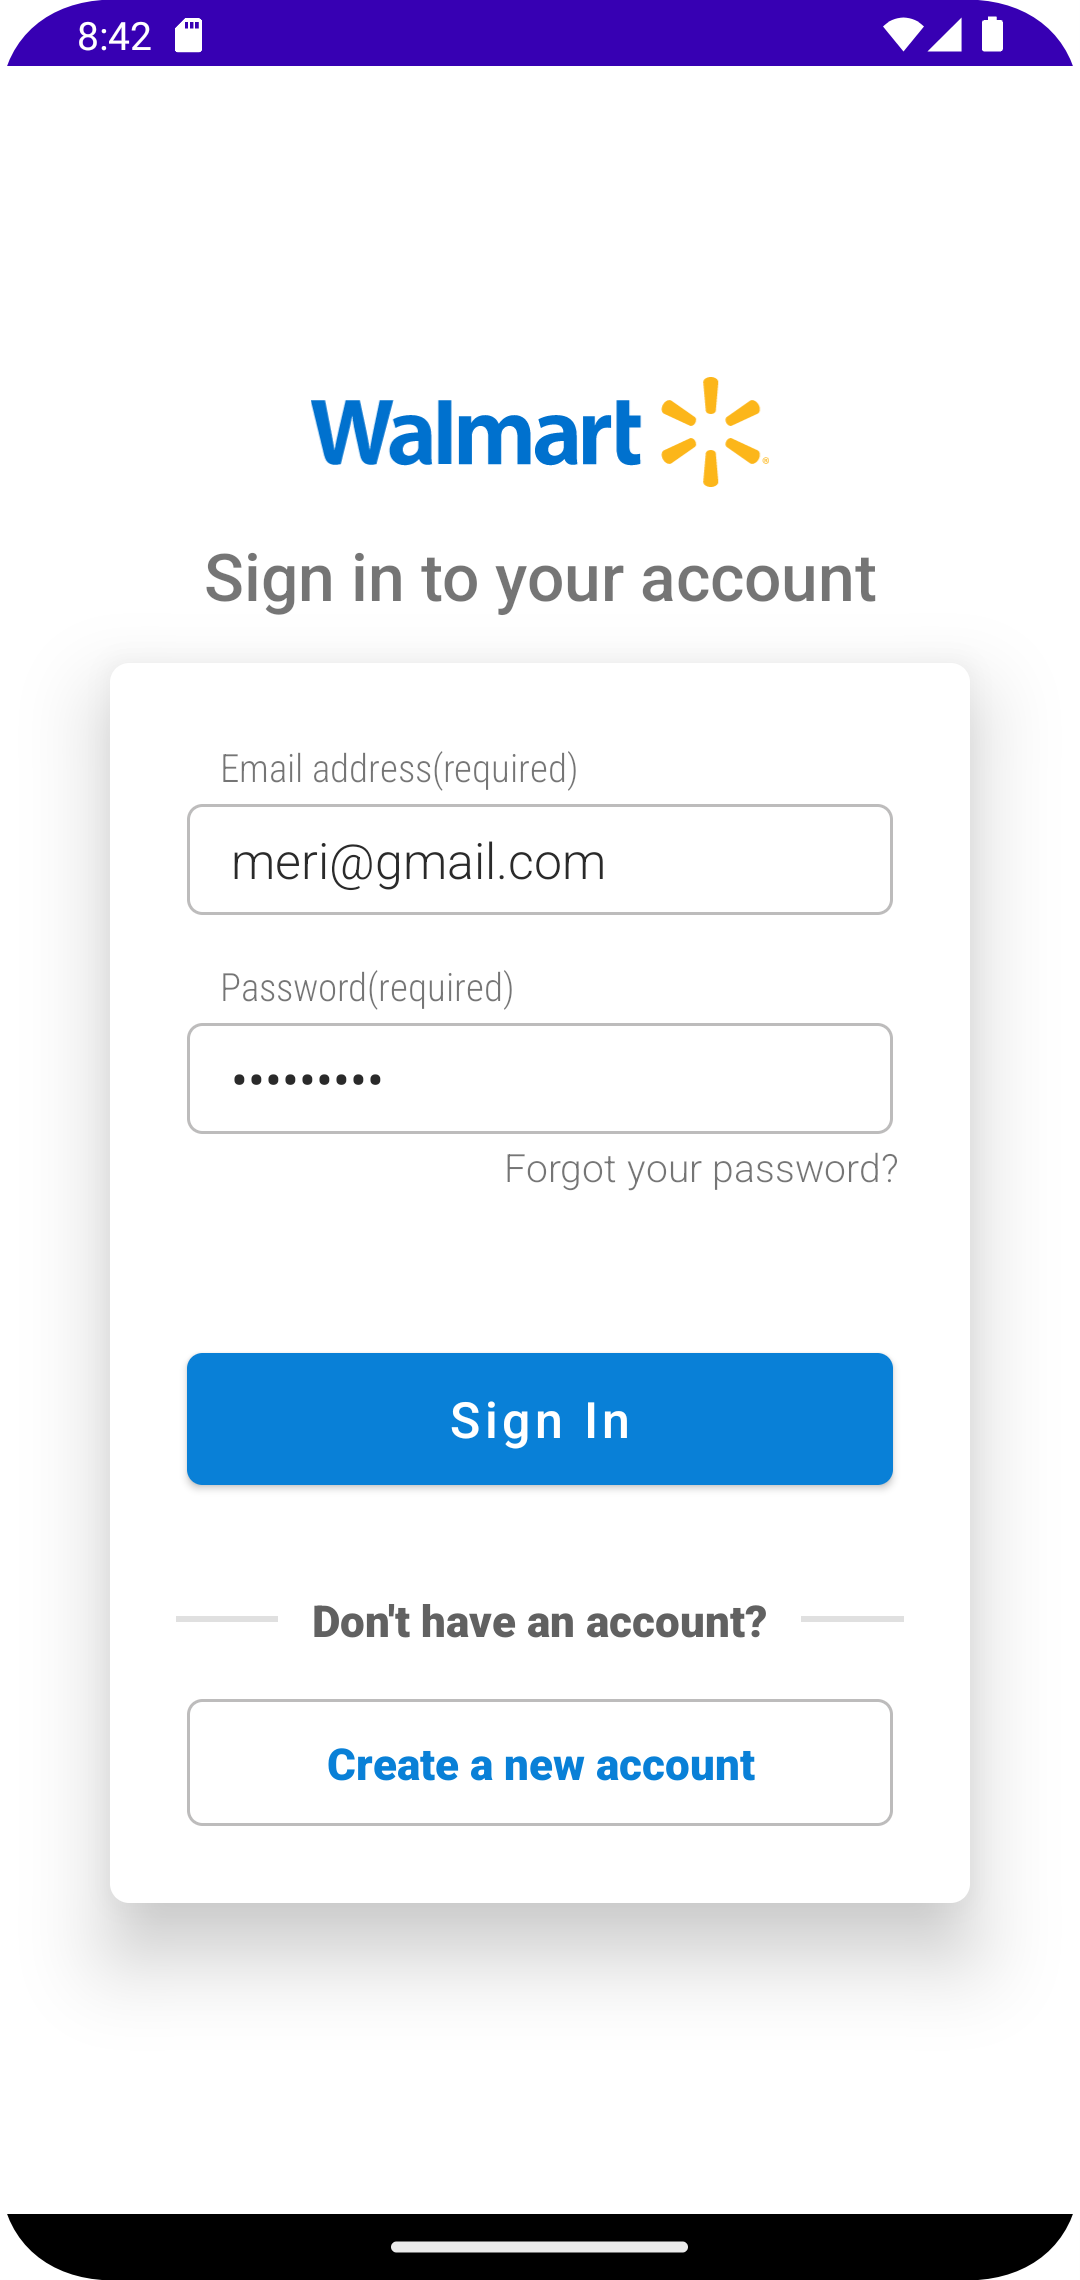 8:42
Walmart
Sign in to your account
Email address(required)
meri@gmail.com
Password(required)
•••••••••
Forgot your password?
Sign In
Don't have an account?
Create a new account